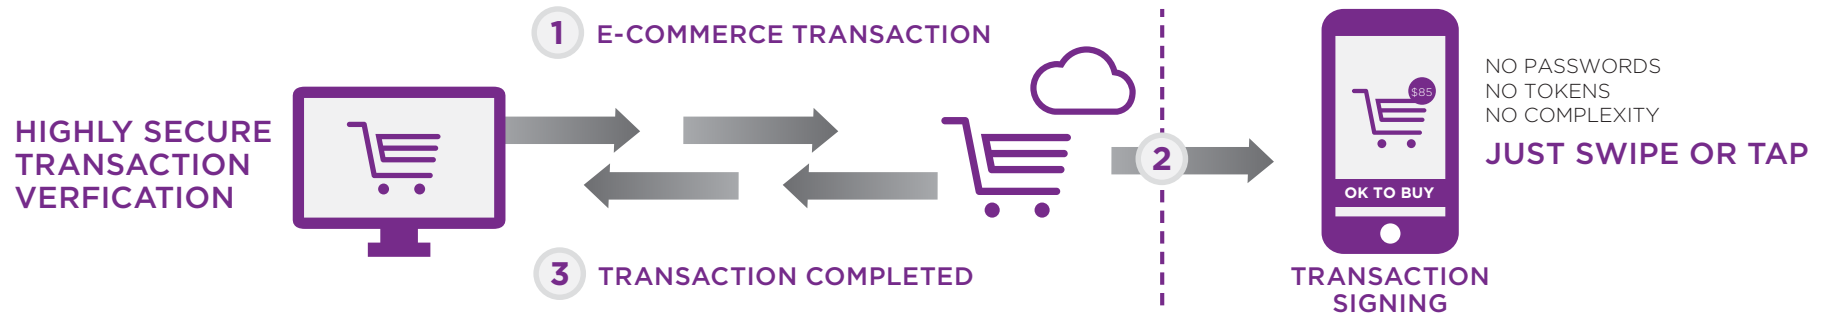 HIGHLY SECURE
TRANSACTION
VERFICATION
1 E-COMMERCE TRANSACTION
3 TRANSACTION COMPLETED
2
$85
OK TO BUY
TRANSACTION
SIGNING
NO PASSWORDS
NO TOKENS
NO COMPLEXITY
JUST SWIPE OR TAP